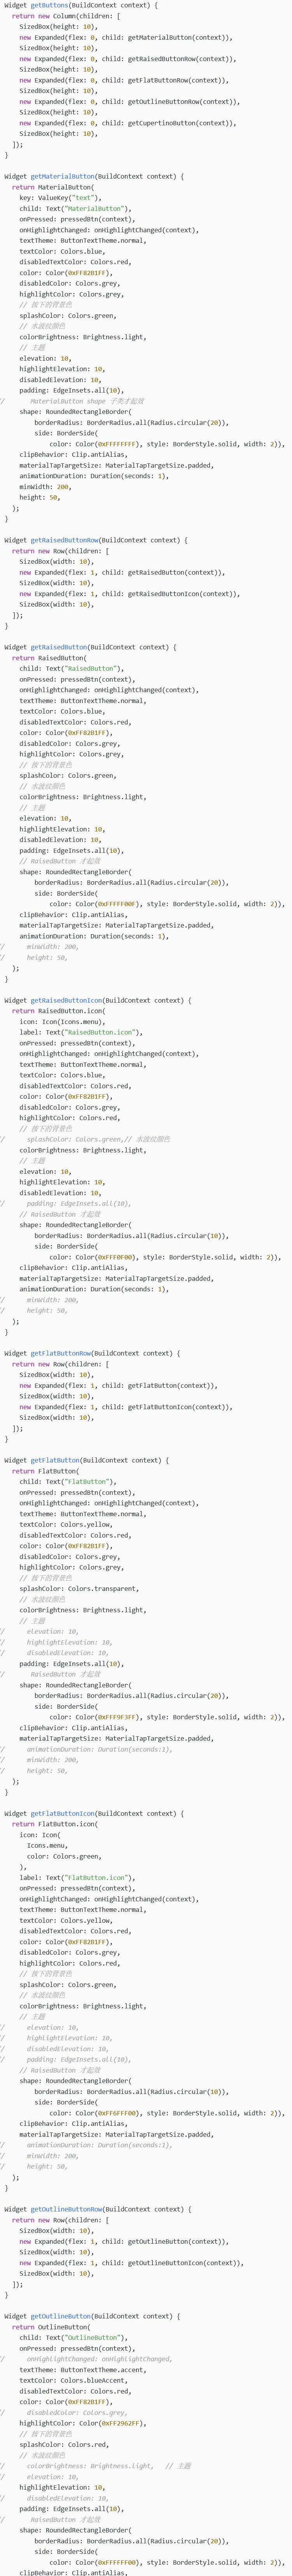 Widget getButtons(BuildContext context) {
  return new Column(children: [
    SizedBox(height: 10),
    new Expanded(flex: 0, child: getMaterialButton(context)),
    SizedBox(height: 10),
    new Expanded(flex: 0, child: getRaisedButtonRow(context)),
    SizedBox(height: 10),
    new Expanded(flex: 0, child: getFlatButtonRow(context)),
    SizedBox(height: 10),
    new Expanded(flex: 0, child: getOutlineButtonRow(context)),
    SizedBox(height: 10),
    new Expanded(flex: 0, child: getCupertinoButton(context)),
    SizedBox(height: 10),
  ]);
}
Widget getMaterialButton(BuildContext context) {
  return MaterialButton(
    key: ValueKey("text"),
    child: Text("MaterialButton"),
    onPressed: pressedBtn(context),
    onHighlightChanged: onHighlightChanged(context),
    textTheme: ButtonTextTheme.normal,
    textColor: Colors.blue,
    disabledTextColor: Colors.red,
    color: Color(0xFF82B1FF),
    disabledColor: Colors.grey,
    highlightColor: Colors.grey,
    // 按下的背景色
    splashColor: Colors.green,
    // 水波纹颜色
    colorBrightness: Brightness.light,
    // 主题
    elevation: 10,
    highlightElevation: 10,
    disabledElevation: 10,
    padding: EdgeInsets.all(10),
//       MaterialButton shape 子类才起效
    shape: RoundedRectangleBorder(
        borderRadius: BorderRadius.all(Radius.circular(20)),
        side: BorderSide(
            color: Color(0xFFFFFFFF), style: BorderStyle.solid, width: 2)),
    clipBehavior: Clip.antiAlias,
    materialTapTargetSize: MaterialTapTargetSize.padded,
    animationDuration: Duration(seconds: 1),
    minWidth: 200,
    height: 50,
  );
}
Widget getRaisedButtonRow(BuildContext context) {
  return new Row(children: [
    SizedBox(width: 10),
    new Expanded(flex: 1, child: getRaisedButton(context)),
    SizedBox(width: 10),
    new Expanded(flex: 1, child: getRaisedButtonIcon(context)),
    SizedBox(width: 10),
  ]);
}
Widget getRaisedButton(BuildContext context) {
  return RaisedButton(
    child: Text("RaisedButton"),
    onPressed: pressedBtn(context),
    onHighlightChanged: onHighlightChanged(context),
    textTheme: ButtonTextTheme.normal,
    textColor: Colors.blue,
    disabledTextColor: Colors.red,
    color: Color(0xFF82B1FF),
    disabledColor: Colors.grey,
    highlightColor: Colors.grey,
    // 按下的背景色
    splashColor: Colors.green,
    // 水波纹颜色
    colorBrightness: Brightness.light,
    // 主题
    elevation: 10,
    highlightElevation: 10,
    disabledElevation: 10,
    padding: EdgeInsets.all(10),
    // RaisedButton 才起效
    shape: RoundedRectangleBorder(
        borderRadius: BorderRadius.all(Radius.circular(20)),
        side: BorderSide(
            color: Color(0xFFFFF00F), style: BorderStyle.solid, width: 2)),
    clipBehavior: Clip.antiAlias,
    materialTapTargetSize: MaterialTapTargetSize.padded,
    animationDuration: Duration(seconds: 1),
//      minWidth: 200,
//      height: 50,
  );
}
Widget getRaisedButtonIcon(BuildContext context) {
  return RaisedButton.icon(
    icon: Icon(Icons.menu),
    label: Text("RaisedButton.icon"),
    onPressed: pressedBtn(context),
    onHighlightChanged: onHighlightChanged(context),
    textTheme: ButtonTextTheme.normal,
    textColor: Colors.blue,
    disabledTextColor: Colors.red,
    color: Color(0xFF82B1FF),
    disabledColor: Colors.grey,
    highlightColor: Colors.red,
    // 按下的背景色
//      splashColor: Colors.green,// 水波纹颜色
    colorBrightness: Brightness.light,
    // 主题
    elevation: 10,
    highlightElevation: 10,
    disabledElevation: 10,
//      padding: EdgeInsets.all(10),
    // RaisedButton 才起效
    shape: RoundedRectangleBorder(
        borderRadius: BorderRadius.all(Radius.circular(10)),
        side: BorderSide(
            color: Color(0xFFF0F00), style: BorderStyle.solid, width: 2)),
    clipBehavior: Clip.antiAlias,
    materialTapTargetSize: MaterialTapTargetSize.padded,
    animationDuration: Duration(seconds: 1),
//      minWidth: 200,
//      height: 50,
  );
}
Widget getFlatButtonRow(BuildContext context) {
  return new Row(children: [
    SizedBox(width: 10),
    new Expanded(flex: 1, child: getFlatButton(context)),
    SizedBox(width: 10),
    new Expanded(flex: 1, child: getFlatButtonIcon(context)),
    SizedBox(width: 10),
  ]);
}
Widget getFlatButton(BuildContext context) {
  return FlatButton(
    child: Text("FlatButton"),
    onPressed: pressedBtn(context),
    onHighlightChanged: onHighlightChanged(context),
    textTheme: ButtonTextTheme.normal,
    textColor: Colors.yellow,
    disabledTextColor: Colors.red,
    color: Color(0xFF82B1FF),
    disabledColor: Colors.grey,
    highlightColor: Colors.grey,
    // 按下的背景色
    splashColor: Colors.transparent,
    // 水波纹颜色
    colorBrightness: Brightness.light,
    // 主题
//      elevation: 10,
//      highlightElevation: 10,
//      disabledElevation: 10,
    padding: EdgeInsets.all(10),
//       RaisedButton 才起效
    shape: RoundedRectangleBorder(
        borderRadius: BorderRadius.all(Radius.circular(20)),
        side: BorderSide(
            color: Color(0xFFF9F3FF), style: BorderStyle.solid, width: 2)),
    clipBehavior: Clip.antiAlias,
    materialTapTargetSize: MaterialTapTargetSize.padded,
//      animationDuration: Duration(seconds:1),
//      minWidth: 200,
//      height: 50,
  );
}
Widget getFlatButtonIcon(BuildContext context) {
  return FlatButton.icon(
    icon: Icon(
      Icons.menu,
      color: Colors.green,
    ),
    label: Text("FlatButton.icon"),
    onPressed: pressedBtn(context),
    onHighlightChanged: onHighlightChanged(context),
    textTheme: ButtonTextTheme.normal,
    textColor: Colors.yellow,
    disabledTextColor: Colors.red,
    color: Color(0xFF82B1FF),
    disabledColor: Colors.grey,
    highlightColor: Colors.red,
    // 按下的背景色
    splashColor: Colors.green,
    // 水波纹颜色
    colorBrightness: Brightness.light,
    // 主题
//      elevation: 10,
//      highlightElevation: 10,
//      disabledElevation: 10,
//      padding: EdgeInsets.all(10),
    // RaisedButton 才起效
    shape: RoundedRectangleBorder(
        borderRadius: BorderRadius.all(Radius.circular(10)),
        side: BorderSide(
            color: Color(0xFF6FFF00), style: BorderStyle.solid, width: 2)),
    clipBehavior: Clip.antiAlias,
    materialTapTargetSize: MaterialTapTargetSize.padded,
//      animationDuration: Duration(seconds:1),
//      minWidth: 200,
//      height: 50,
  );
}
Widget getOutlineButtonRow(BuildContext context) {
  return new Row(children: [
    SizedBox(width: 10),
    new Expanded(flex: 1, child: getOutlineButton(context)),
    SizedBox(width: 10),
    new Expanded(flex: 1, child: getOutlineButtonIcon(context)),
    SizedBox(width: 10),
  ]);
}
Widget getOutlineButton(BuildContext context) {
  return OutlineButton(
    child: Text("OutlineButton"),
    onPressed: pressedBtn(context),
//      onHighlightChanged: onHighlightChanged,
    textTheme: ButtonTextTheme.accent,
    textColor: Colors.blueAccent,
    disabledTextColor: Colors.red,
    color: Color(0xFF82B1FF),
//      disabledColor: Colors.grey,
    highlightColor: Color(0xFF2962FF),
    // 按下的背景色
    splashColor: Colors.red,
    // 水波纹颜色
//      colorBrightness: Brightness.light,   // 主题
//      elevation: 10,
    highlightElevation: 10,
//      disabledElevation: 10,
    padding: EdgeInsets.all(10),
//       RaisedButton 才起效
    shape: RoundedRectangleBorder(
        borderRadius: BorderRadius.all(Radius.circular(20)),
        side: BorderSide(
            color: Color(0xFFFFFF00), style: BorderStyle.solid, width: 2)),
    clipBehavior: Clip.antiAlias,